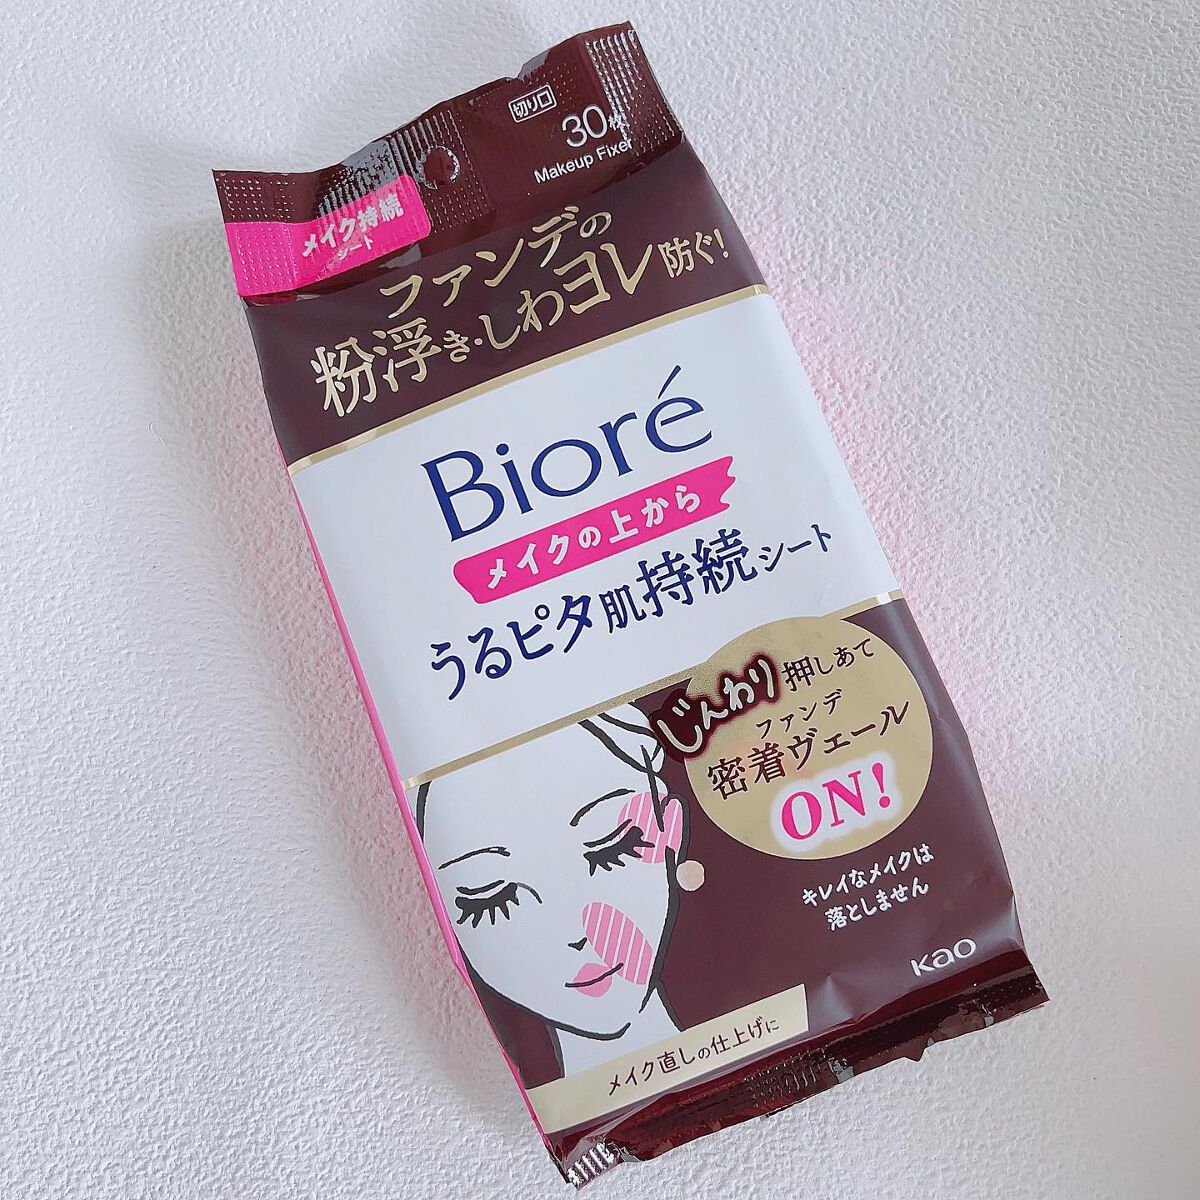 切り口
30枚
Makeup Fixer
メイク持続
シート
ファンデの
粉浮き・しわヨレ防ぐ!
Bioré
メイクの上から
うるピタ肌持続シート
じんわり押しあて
ファンデ
密着ヴェール
ON!
キレイなメイクは
落としません
Kao
メイク直しの仕上げに